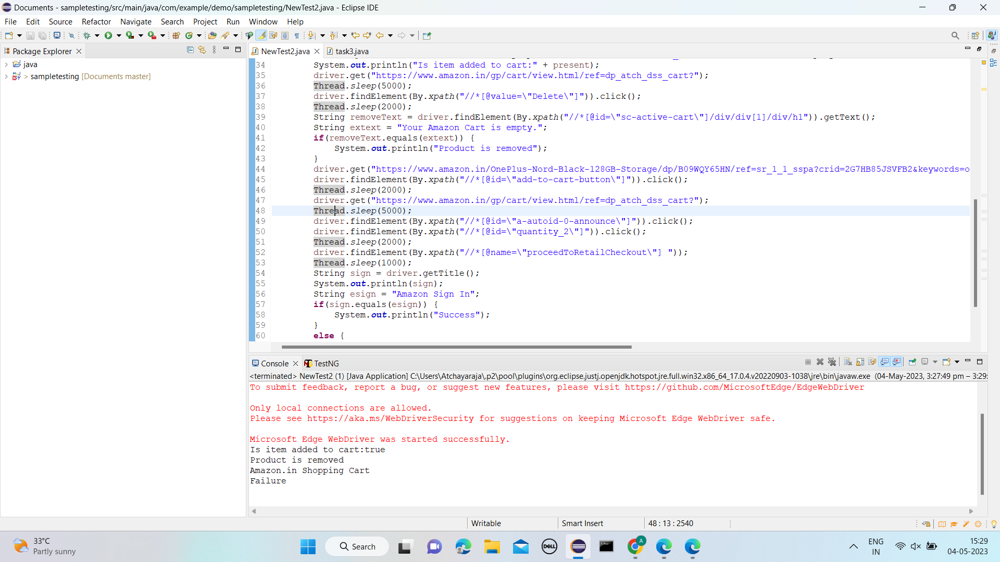 Documents - sampletesting/src/main/java/com/example/demo/sampletesting/NewTest2.java - Eclipse IDE
File Edit Source Refactor Navigate Search Project Run Window Help
Package Explorer
java
sampletesting [Documents master]
NewTest2.java task3.java
34 System.out.println("Is item added to cart:" + present);
35 driver.get("https://www.amazon.in/gp/cart/view.html/ref=dp_atch_dss_cart?");
36 Thread.sleep(5000);
37 driver.findElement(By.xpath("//*[@value=\"Delete\"]")).click();
38 Thread.sleep(2000);
39 String removeText = driver.findElement(By.xpath("//*[@id=\"sc-active-cart\"]/div/div[1]/div/h1")).getText();
40 String extext = "Your Amazon Cart is empty.";
41 if(removeText.equals(extext)) {
42 System.out.println("Product is removed");
43 }
44 driver.get("https://www.amazon.in/OnePlus-Nord-Black-128GB-Storage/dp/B09WQY65HN/ref=sr_1_1_sspa?crid=2G7HB85JSVFB2&keywords=o
45 driver.findElement(By.xpath("//*[@id=\"add-to-cart-button\"]")).click();
46 Thread.sleep(2000);
47 driver.get("https://www.amazon.in/gp/cart/view.html/ref=dp_atch_dss_cart?");
48 Thread.sleep(5000);
49 driver.findElement(By.xpath("//*[@id=\"a-autoid-0-announce\"]")).click();
50 driver.findElement(By.xpath("//*[@id=\"quantity_2\"]")).click();
51 Thread.sleep(2000);
52 driver.findElement(By.xpath("//*[@name=\"proceedToRetailCheckout\"] "));
53 Thread.sleep(1000);
54 String sign = driver.getTitle();
55 System.out.println(sign);
56 String esign = "Amazon Sign In";
57 if(sign.equals(esign)) {
58 System.out.println("Success");
59 }
60 else {
Console TestNG
<terminated> NewTest2 (1) [Java Application] C:\Users\Atchayaraja\.p2\pool\plugins\org.eclipse.justj.openjdk.hotspot.jre.full.win32.x86_64_17.0.4.v20220903-1038\jre\bin\javaw.exe (04-May-2023, 3:27:49 pm – 3:29:
To submit feedback, report a bug, or suggest new features, please visit https://github.com/MicrosoftEdge/EdgeWebDriver
Only local connections are allowed.
Please see https://aka.ms/WebDriverSecurity for suggestions on keeping Microsoft Edge WebDriver safe.
Microsoft Edge WebDriver was started successfully.
Is item added to cart:true
Product is removed
Amazon.in Shopping Cart
Failure
Writable Smart Insert 48 : 13 : 2540
33°C
Partly sunny
Search
DELL
A
ENG
IN
15:29
04-05-2023